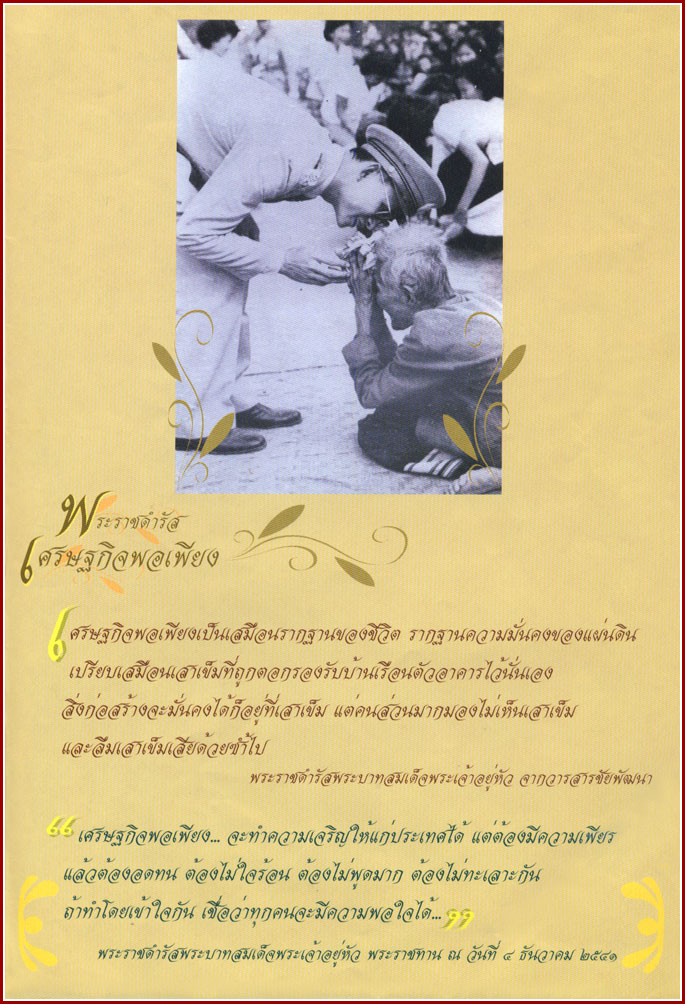 พระราชดำรัส
เศรษฐกิจพอเพียง
เศรษฐกิจพอเพียงเป็นเสมือนรากฐานของชีวิต รากฐานความมั่นคงของแผ่นดิน
เปรียบเสมือนเสาเข็มที่ถูกตอกรองรับบ้านเรือนตัวอาคารไว้นั่นเอง
สิ่งก่อสร้างจะมั่นคงได้ก็อยู่ที่เสาเข็ม แต่คนส่วนมากมองไม่เห็นเสาเข็ม
และลืมเสาเข็มเสียด้วยซ้ำไป
พระราชดำรัสพระบาทสมเด็จพระเจ้าอยู่หัว จากวารสารชัยพัฒนา
“เศรษฐกิจพอเพียง... จะทำความเจริญให้แก่ประเทศได้ แต่ต้องมีความเพียร
แล้วต้องอดทน ต้องไม่ใจร้อน ต้องไม่พูดมาก ต้องไม่ทะเลาะกัน
ถ้าทำโดยเข้าใจกัน เชื่อว่าทุกคนจะมีความพอใจได้...”
พระราชดำรัสพระบาทสมเด็จพระเจ้าอยู่หัว พระราชทาน ณ วันที่ ๔ ธันวาคม ๒๕๔๑